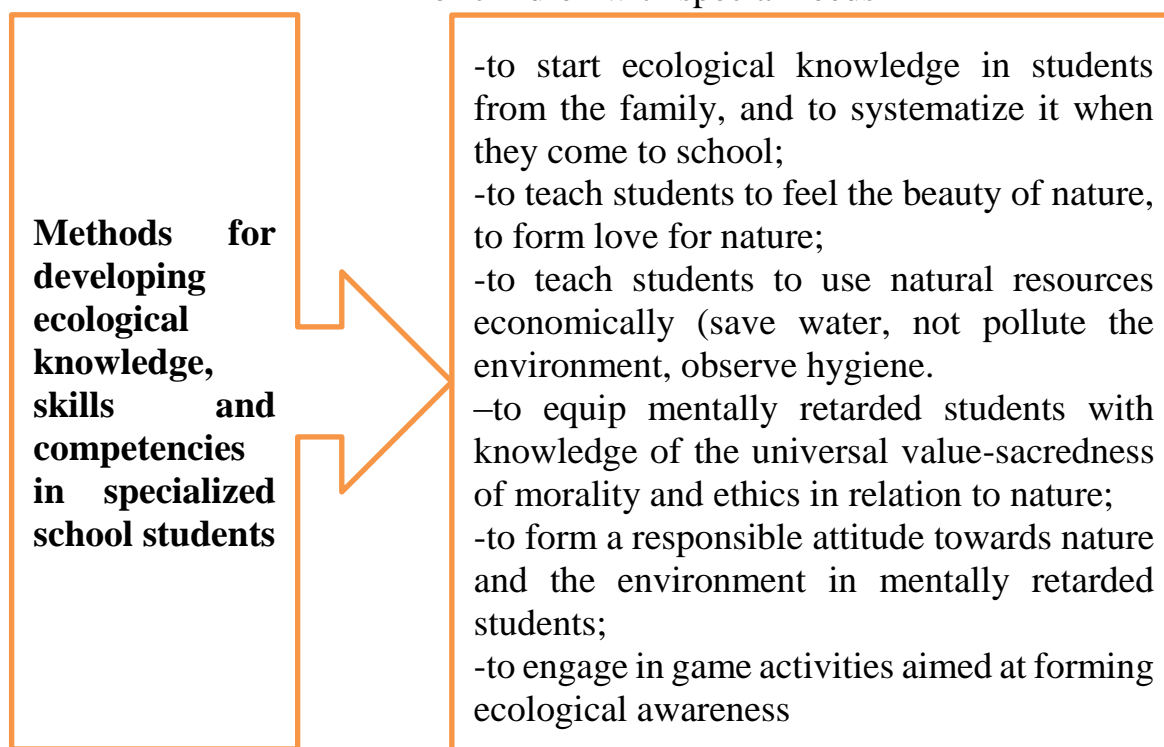 Methods for
developing
ecological
knowledge,
skills and
competencies
in specialized
school students
-to start ecological knowledge in students
from the family, and to systematize it when
they come to school;
-to teach students to feel the beauty of nature,
to form love for nature;
-to teach students to use natural resources
economically (save water, not pollute the
environment, observe hygiene.
–to equip mentally retarded students with
knowledge of the universal value-sacredness
of morality and ethics in relation to nature;
-to form a responsible attitude towards nature
and the environment in mentally retarded
students;
-to engage in game activities aimed at forming
ecological awareness